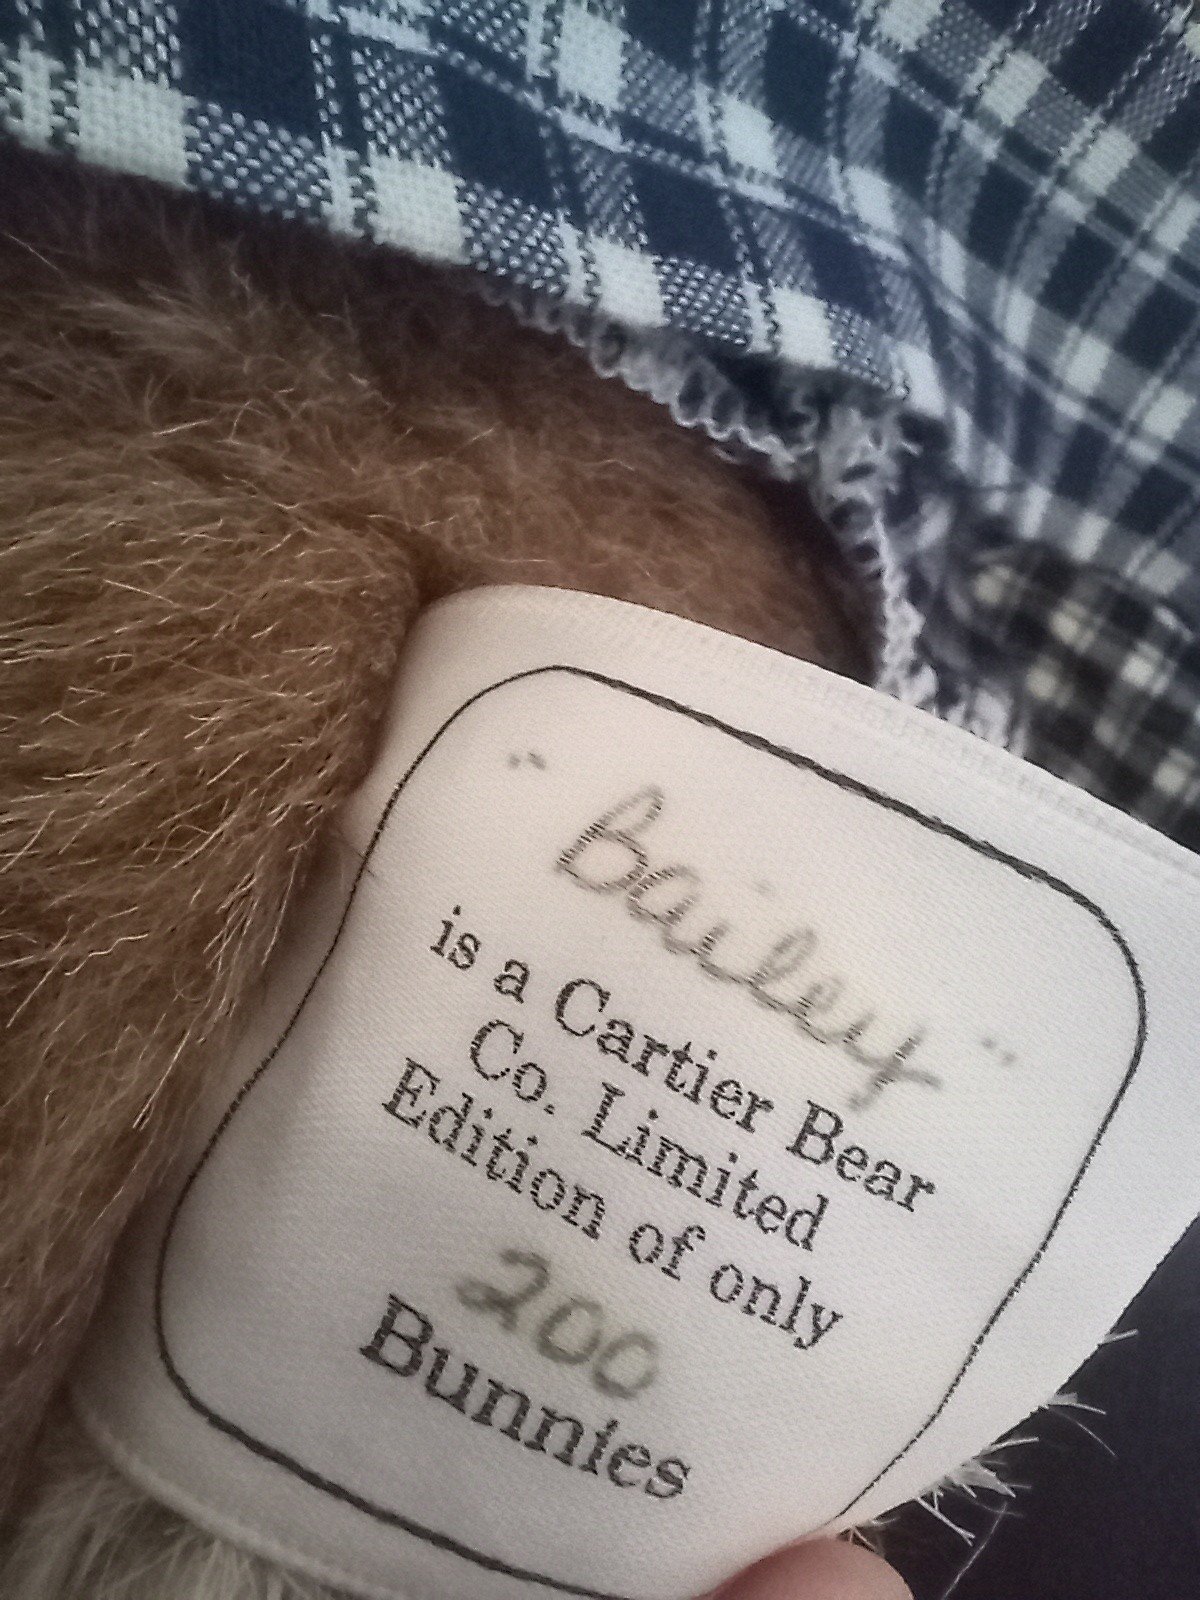 "Bailey"
is a Cartier Bear
Co. Limited
Edition of only
200
Bunnies